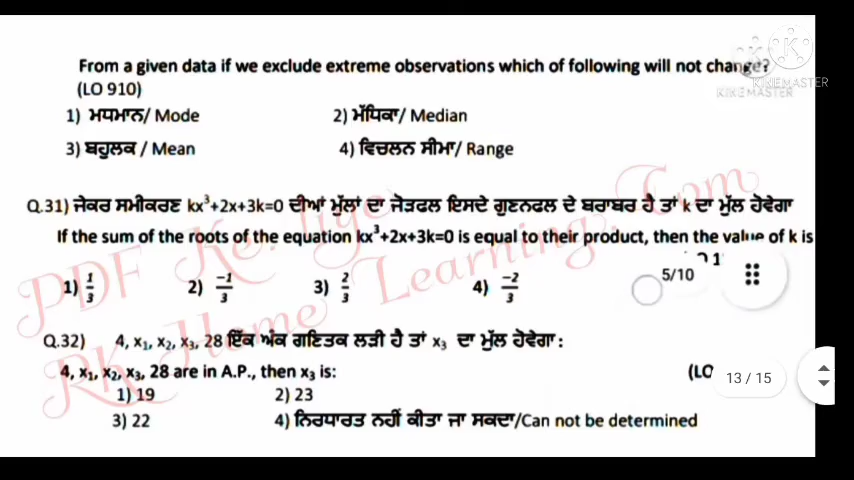 From a given data if we exclude extreme observations which of following will not change?
(LO 910)
KINEMASTER
KINEMASTER
1) ਮਧਮਾਨ/ Mode 2) ਮੱਧਿਕਾ/ Median
3) ਬਹੁਲਕ / Mean 4) ਵਿਚਲਨ ਸੀਮਾ/ Range
Q.31) ਜੇਕਰ ਸਮੀਕਰਣ kx³+2x+3k=0 ਦੀਆਂ ਮੁੱਲਾਂ ਦਾ ਜੋੜਫਲ ਇਸਦੇ ਗੁਣਨਫਲ ਦੇ ਬਰਾਬਰ ਹੈ ਤਾਂ k ਦਾ ਮੁੱਲ ਹੋਵੇਗਾ
If the sum of the roots of the equation kx³+2x+3k=0 is equal to their product, then the value of k is
1) 1/3 2) -1/3 3) 2/3 4) -2/3
5/10
Q.32) 4, x₁, x₂, x₃, 28 ਇੱਕ ਅੰਕ ਗਣਿਤਕ ਲੜੀ ਹੈ ਤਾਂ x₃ ਦਾ ਮੁੱਲ ਹੋਵੇਗਾ:
4, x₁, x₂, x₃, 28 are in A.P., then x₃ is: (LO
13 / 15
1) 19 2) 23
3) 22 4) ਨਿਰਧਾਰਤ ਨਹੀਂ ਕੀਤਾ ਜਾ ਸਕਦਾ/Can not be determined
PDF Ke liye
RK Home Learning.Com